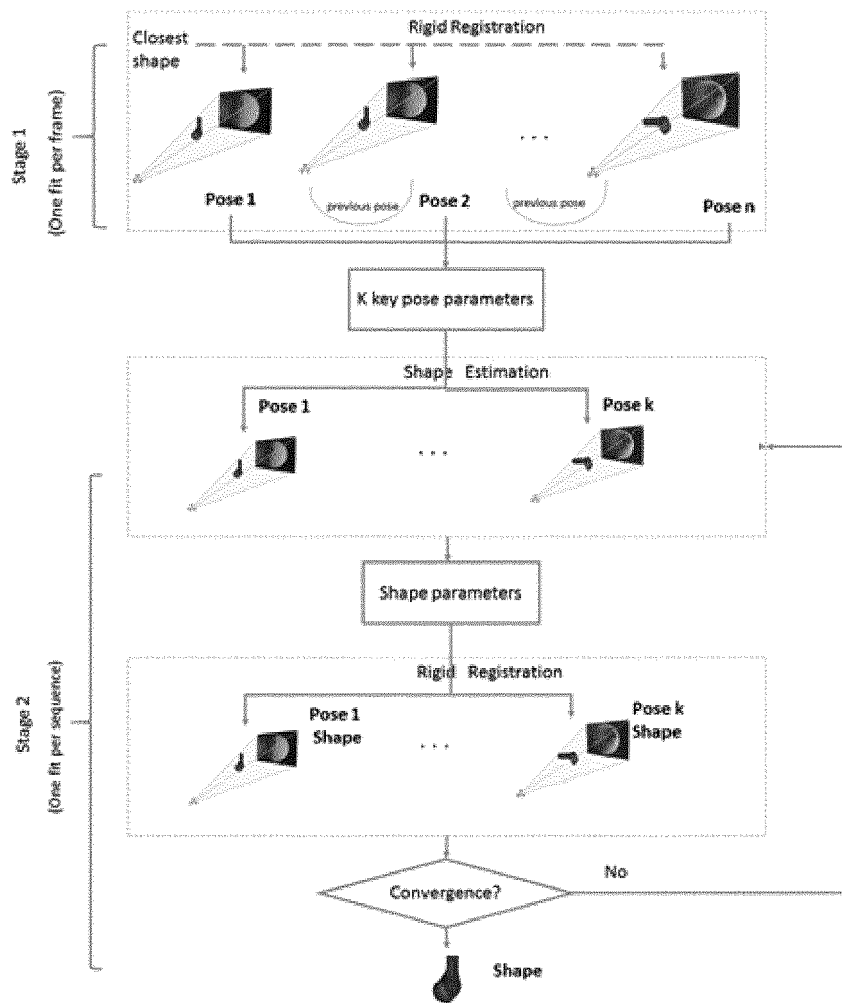 Rigid Registration
Closest
shape
Stage 1
(One fit per frame)
. . .
Pose 1
previous pose
Pose 2
previous pose
Pose n
K key pose parameters
Shape Estimation
Pose 1
Pose k
. . .
Shape parameters
Stage 2
(One fit per sequence)
Rigid Registration
Pose 1
Shape
. . .
Pose k
Shape
Convergence?
No
Shape